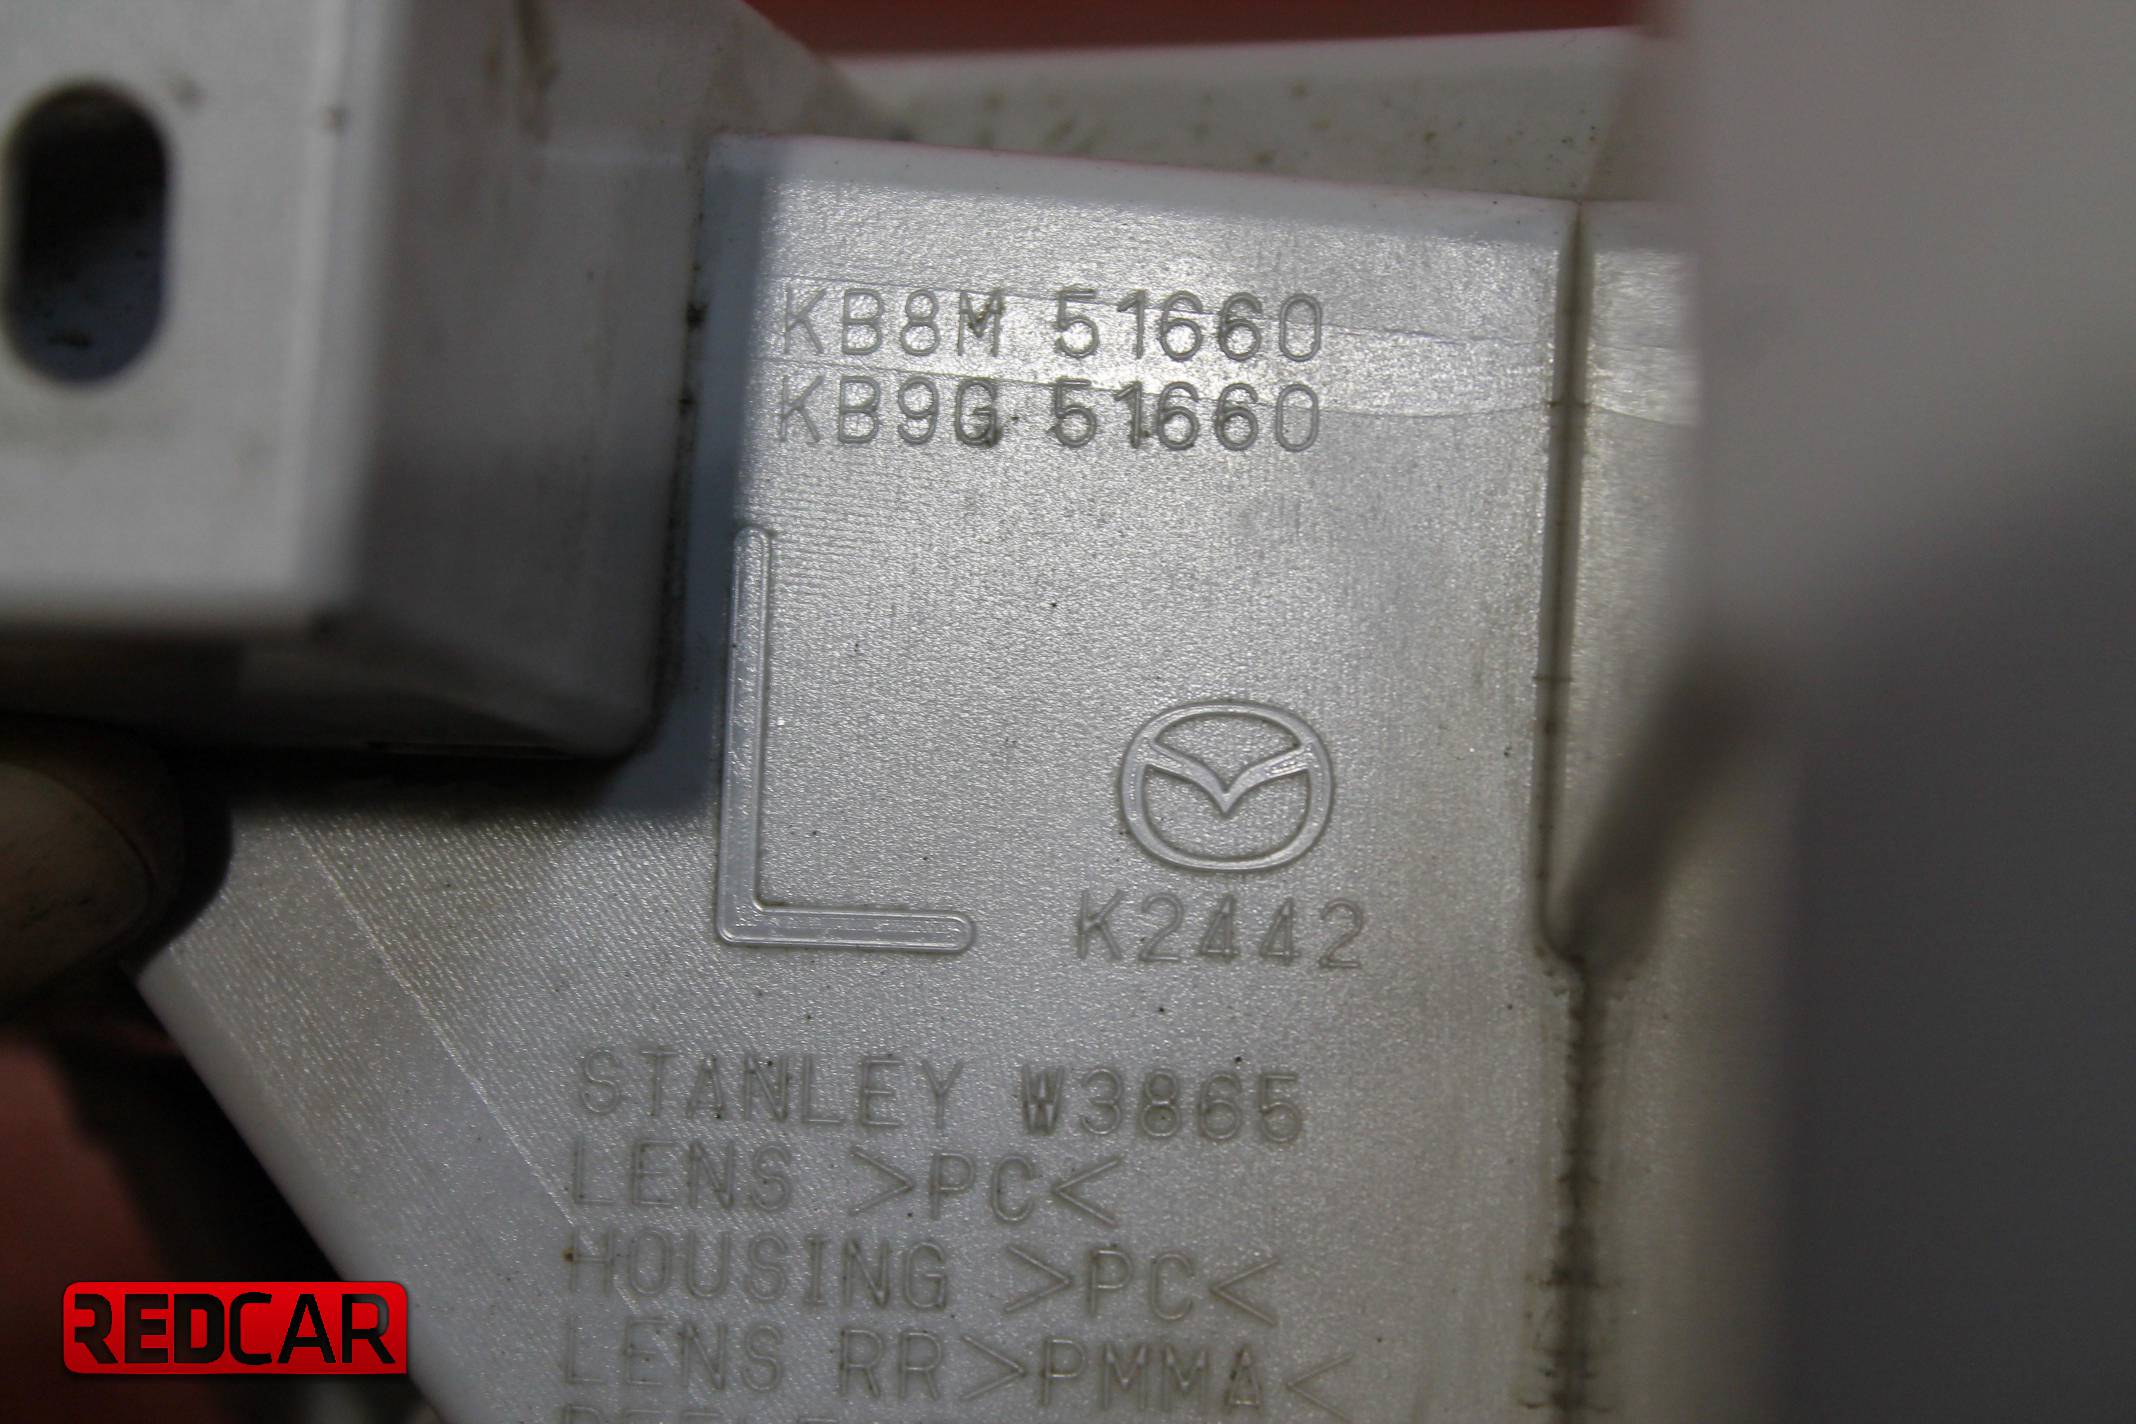 KB8M 51660
KB9G 51660
L
K2442
STANLEY W3865
LENS >PC<
HOUSING >PC<
LENS RR>PMMA<
REDCAR